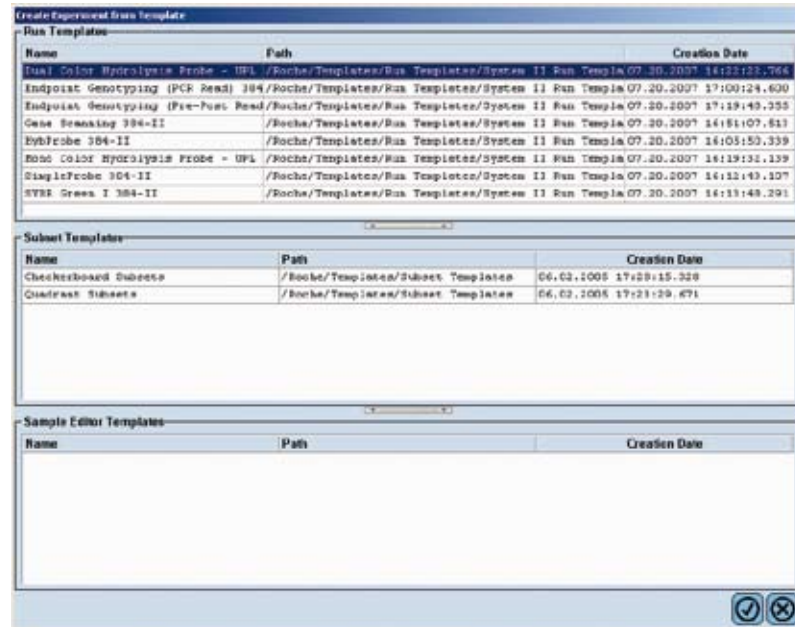 Create Experiment from Template
Run Templates
Name Path Creation Date
Dual Color Hydrolysis Probe - UPL /Roche/Templates/Run Templates/System II Run Templa 07.20.2007 16:22:22.766
Endpoint Genotyping (PCR Read) 384 /Roche/Templates/Run Templates/System II Run Templa 07.20.2007 17:00:24.600
Endpoint Genotyping (Pre-Post Read /Roche/Templates/Run Templates/System II Run Templa 07.20.2007 17:19:45.355
Gene Scanning 384-II /Roche/Templates/Run Templates/System II Run Templa 07.20.2007 16:51:07.513
HybProbe 384-II /Roche/Templates/Run Templates/System II Run Templa 07.20.2007 16:05:53.339
Mono Color Hydrolysis Probe - UPL /Roche/Templates/Run Templates/System II Run Templa 07.20.2007 16:19:32.139
SimpleProbe 384-II /Roche/Templates/Run Templates/System II Run Templa 07.20.2007 16:12:43.107
SYBR Green I 384-II /Roche/Templates/Run Templates/System II Run Templa 07.20.2007 16:13:48.291
Subset Templates
Name Path Creation Date
Checkerboard Subsets /Roche/Templates/Subset Templates 06.02.2005 17:28:15.328
Quadrant Subsets /Roche/Templates/Subset Templates 06.02.2005 17:23:29.671
Sample Editor Templates
Name Path Creation Date